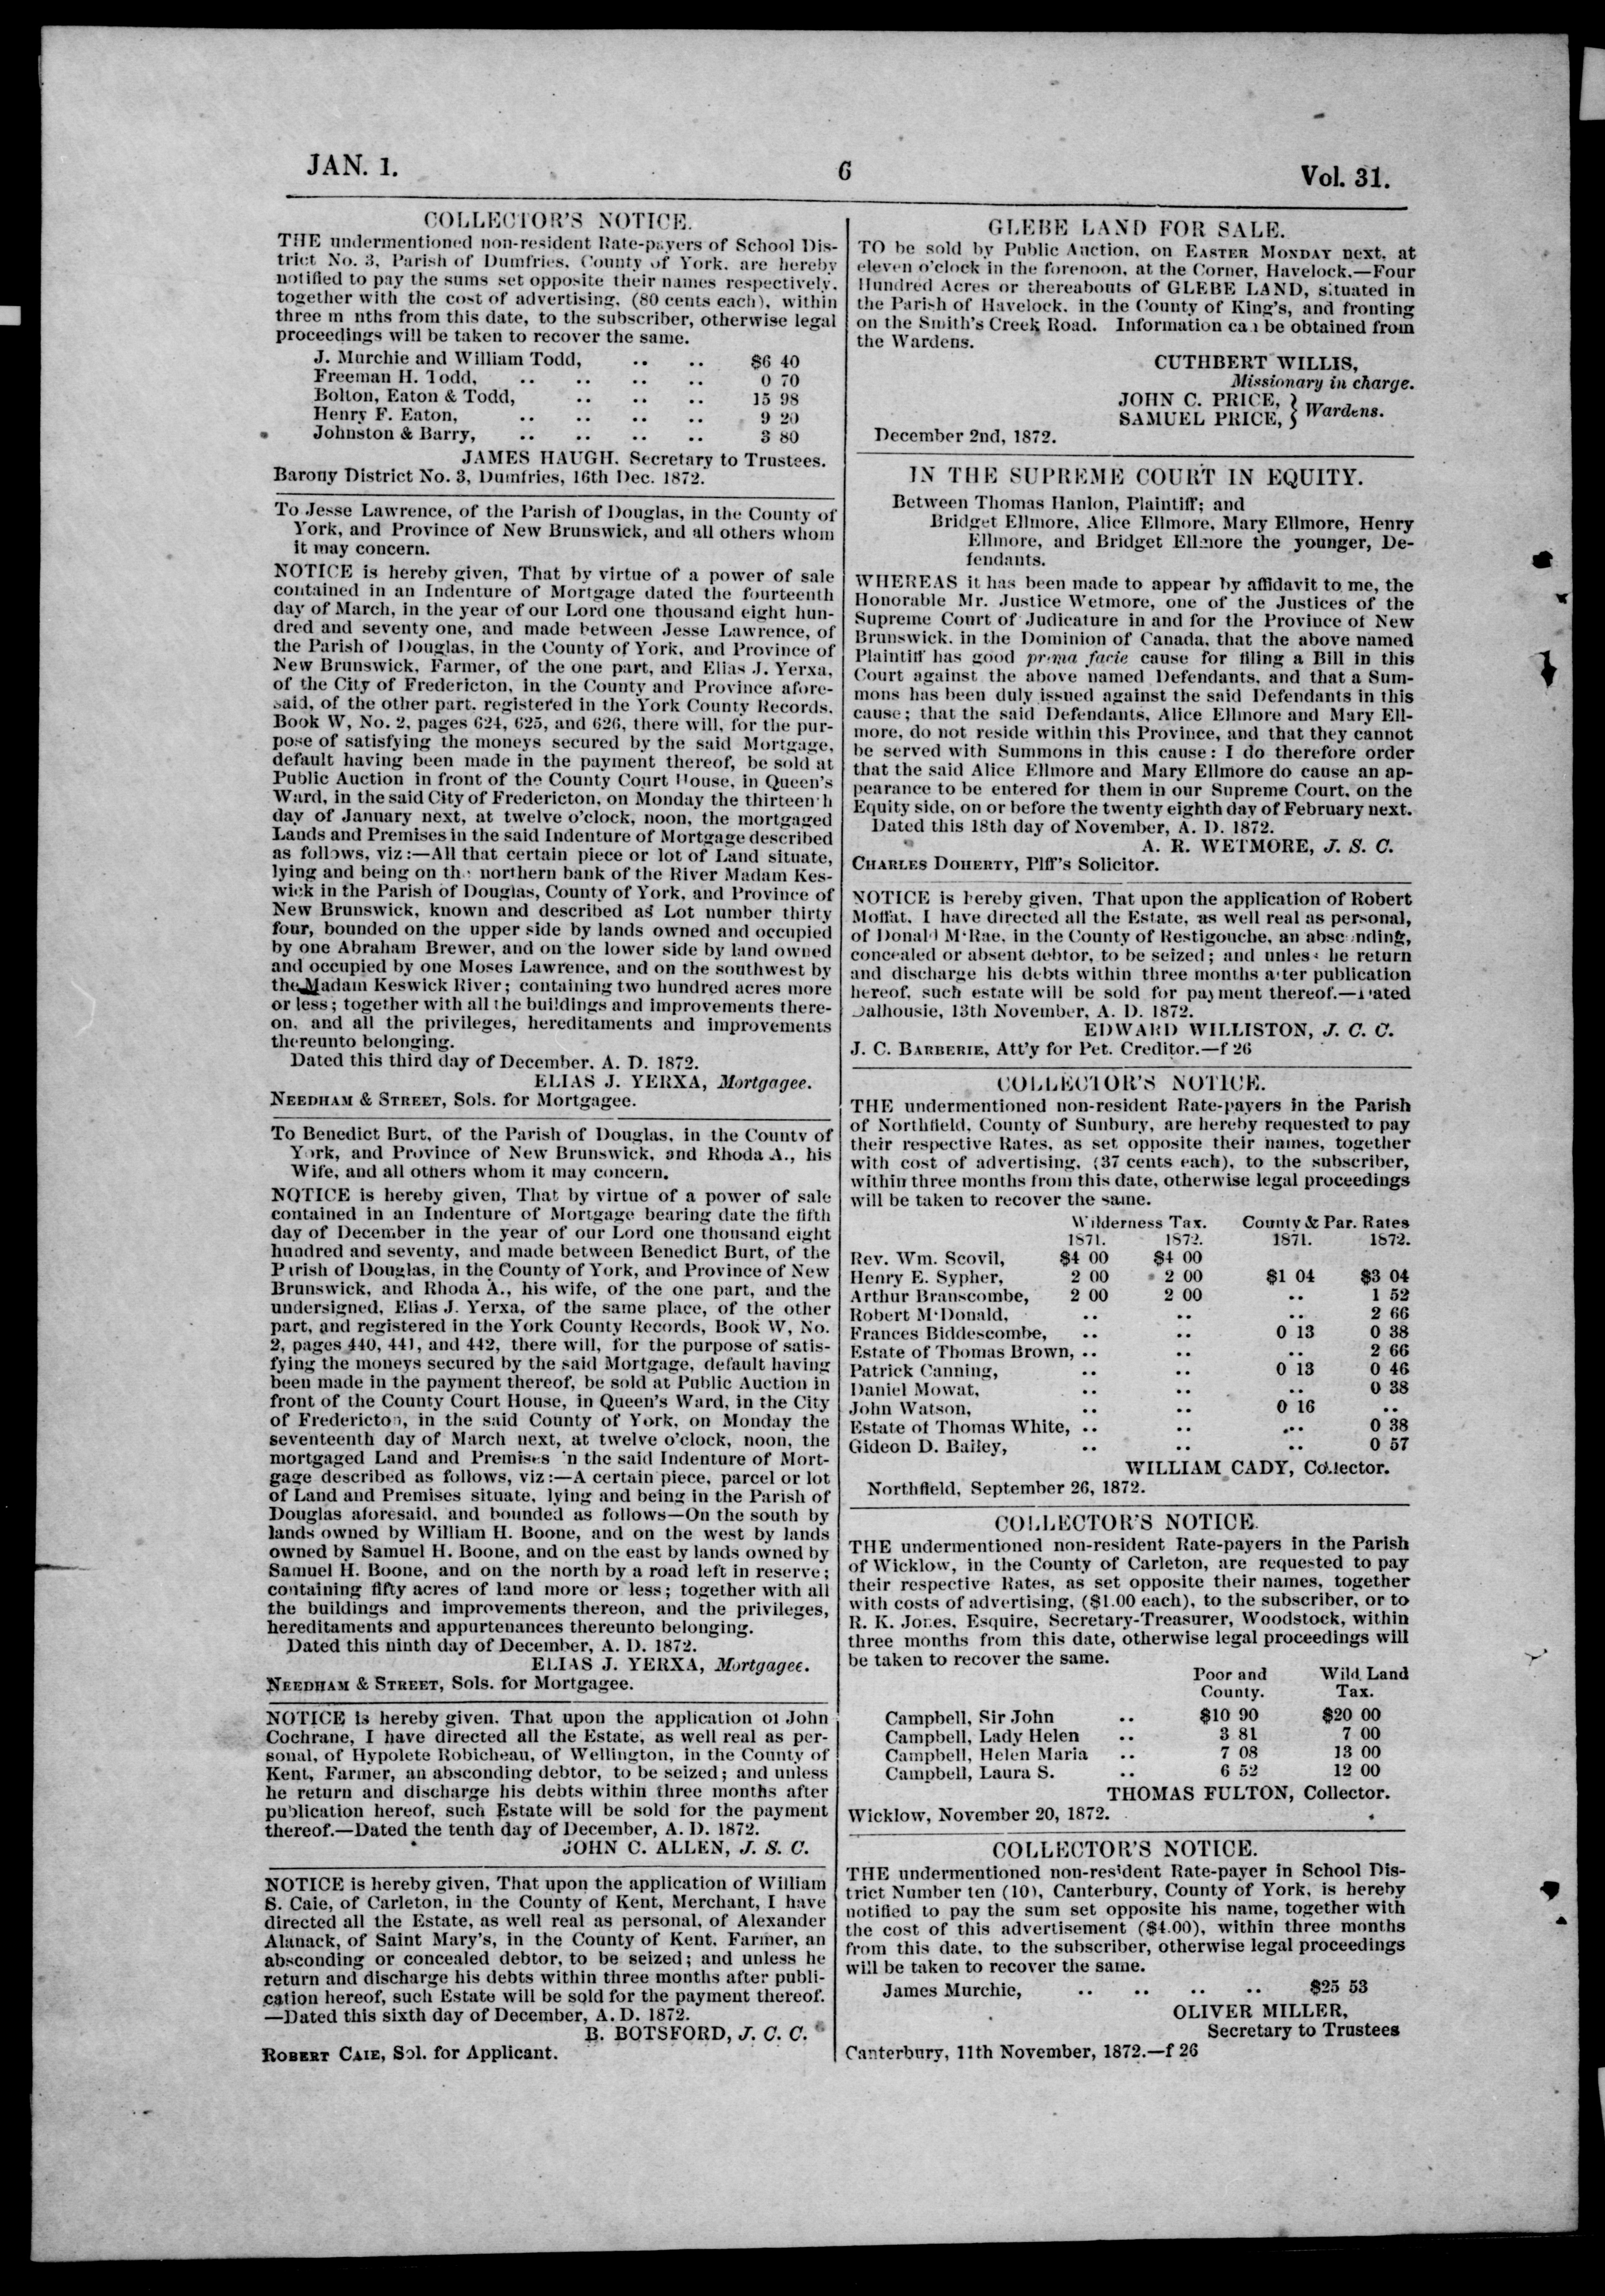 JAN. 1.
6
Vol. 31.
COLLECTOR'S NOTICE.
THE undermentioned non-resident Rate-payers of School Dis-
trict No. 3, Parish of Dumfries, County of York, are hereby
notified to pay the sums set opposite their names respectively,
together with the cost of advertising, (80 cents each), within
three m nths from this date, to the subscriber, otherwise legal
proceedings will be taken to recover the same.
J. Murchie and William Todd, .. .. $6 40
Freeman H. Todd, .. .. .. .. 0 70
Bolton, Eaton & Todd, .. .. .. 15 98
Henry F. Eaton, .. .. .. .. 9 20
Johnston & Barry, .. .. .. .. 3 80
JAMES HAUGH. Secretary to Trustees.
Barony District No. 3, Dumfries, 16th Dec. 1872.
To Jesse Lawrence, of the Parish of Douglas, in the County of
York, and Province of New Brunswick, and all others whom
it may concern.
NOTICE is hereby given, That by virtue of a power of sale
contained in an Indenture of Mortgage dated the fourteenth
day of March, in the year of our Lord one thousand eight hun-
dred and seventy one, and made between Jesse Lawrence, of
the Parish of Douglas, in the County of York, and Province of
New Brunswick, Farmer, of the one part, and Elias J. Yerxa,
of the City of Fredericton, in the County and Province afore-
said, of the other part, registered in the York County Records,
Book W, No. 2, pages 624, 625, and 626, there will, for the pur-
pose of satisfying the moneys secured by the said Mortgage,
default having been made in the payment thereof, be sold at
Public Auction in front of the County Court House, in Queen's
Ward, in the said City of Fredericton, on Monday the thirteenth
day of January next, at twelve o'clock, noon, the mortgaged
Lands and Premises in the said Indenture of Mortgage described
as follows, viz:—All that certain piece or lot of Land situate,
lying and being on the northern bank of the River Madam Kes-
wick in the Parish of Douglas, County of York, and Province of
New Brunswick, known and described as Lot number thirty
four, bounded on the upper side by lands owned and occupied
by one Abraham Brewer, and on the lower side by land owned
and occupied by one Moses Lawrence, and on the southwest by
the Madam Keswick River; containing two hundred acres more
or less; together with all the buildings and improvements there-
on, and all the privileges, hereditaments and improvements
thereunto belonging.
Dated this third day of December, A. D. 1872.
ELIAS J. YERXA, Mortgagee.
NEEDHAM & STREET, Sols. for Mortgagee.
To Benedict Burt, of the Parish of Douglas, in the County of
York, and Province of New Brunswick, and Rhoda A., his
Wife, and all others whom it may concern.
NOTICE is hereby given, That by virtue of a power of sale
contained in an Indenture of Mortgage bearing date the fifth
day of December in the year of our Lord one thousand eight
hundred and seventy, and made between Benedict Burt, of the
Parish of Douglas, in the County of York, and Province of New
Brunswick, and Rhoda A., his wife, of the one part, and the
undersigned, Elias J. Yerxa, of the same place, of the other
part, and registered in the York County Records, Book W, No.
2, pages 440, 441, and 442, there will, for the purpose of satis-
fying the moneys secured by the said Mortgage, default having
been made in the payment thereof, be sold at Public Auction in
front of the County Court House, in Queen's Ward, in the City
of Fredericton, in the said County of York, on Monday the
seventeenth day of March next, at twelve o'clock, noon, the
mortgaged Land and Premises in the said Indenture of Mort-
gage described as follows, viz:—A certain piece, parcel or lot
of Land and Premises situate, lying and being in the Parish of
Douglas aforesaid, and bounded as follows—On the south by
lands owned by William H. Boone, and on the west by lands
owned by Samuel H. Boone, and on the east by lands owned by
Samuel H. Boone, and on the north by a road left in reserve;
containing fifty acres of land more or less; together with all
the buildings and improvements thereon, and the privileges,
hereditaments and appurtenances thereunto belonging.
Dated this ninth day of December, A. D. 1872.
ELIAS J. YERXA, Mortgagee.
NEEDHAM & STREET, Sols. for Mortgagee.
NOTICE is hereby given, That upon the application of John
Cochrane, I have directed all the Estate, as well real as per-
sonal, of Hypolete Robicheau, of Wellington, in the County of
Kent, Farmer, an absconding debtor, to be seized; and unless
he return and discharge his debts within three months after
publication hereof, such Estate will be sold for the payment
thereof.—Dated the tenth day of December, A. D. 1872.
JOHN C. ALLEN, J. S. C.
NOTICE is hereby given, That upon the application of William
S. Caie, of Carleton, in the County of Kent, Merchant, I have
directed all the Estate, as well real as personal, of Alexander
Alanack, of Saint Mary's, in the County of Kent, Farmer, an
absconding or concealed debtor, to be seized; and unless he
return and discharge his debts within three months after publi-
cation hereof, such Estate will be sold for the payment thereof.
—Dated this sixth day of December, A. D. 1872.
B. BOTSFORD, J. C. C.
ROBERT CAIE, Sol. for Applicant.
GLEBE LAND FOR SALE.
TO be sold by Public Auction, on EASTER MONDAY next, at
eleven o'clock in the forenoon, at the Corner, Havelock.—Four
Hundred Acres or thereabouts of GLEBE LAND, situated in
the Parish of Havelock, in the County of King's, and fronting
on the Smith's Creek Road. Information can be obtained from
the Wardens.
CUTHBERT WILLIS,
Missionary in charge.
JOHN C. PRICE, } Wardens.
SAMUEL PRICE, }
December 2nd, 1872.
IN THE SUPREME COURT IN EQUITY.
Between Thomas Hanlon, Plaintiff; and
Bridget Ellmore, Alice Ellmore, Mary Ellmore, Henry
Ellmore, and Bridget Ellmore the younger, De-
fendants.
WHEREAS it has been made to appear by affidavit to me, the
Honorable Mr. Justice Wetmore, one of the Justices of the
Supreme Court of Judicature in and for the Province of New
Brunswick, in the Dominion of Canada, that the above named
Plaintiff has good prima facie cause for filing a Bill in this
Court against the above named Defendants, and that a Sum-
mons has been duly issued against the said Defendants in this
cause; that the said Defendants, Alice Ellmore and Mary Ell-
more, do not reside within this Province, and that they cannot
be served with Summons in this cause: I do therefore order
that the said Alice Ellmore and Mary Ellmore do cause an ap-
pearance to be entered for them in our Supreme Court, on the
Equity side, on or before the twenty eighth day of February next.
Dated this 18th day of November, A. D. 1872.
A. R. WETMORE, J. S. C.
CHARLES DOHERTY, Plff's Solicitor.
NOTICE is hereby given, That upon the application of Robert
Moffat, I have directed all the Estate, as well real as personal,
of Donald M'Rae, in the County of Restigouche, an absconding,
concealed or absent debtor, to be seized; and unless he return
and discharge his debts within three months after publication
hereof, such estate will be sold for payment thereof.—Dated
Dalhousie, 13th November, A. D. 1872.
EDWARD WILLISTON, J. C. C.
J. C. BARBERIE, Att'y for Pet. Creditor.—f 26
COLLECTOR'S NOTICE.
THE undermentioned non-resident Rate-payers in the Parish
of Northfield, County of Sunbury, are hereby requested to pay
their respective Rates, as set opposite their names, together
with cost of advertising, (37 cents each), to the subscriber,
within three months from this date, otherwise legal proceedings
will be taken to recover the same.
Wilderness Tax. County & Par. Rates
1871. 1872. 1871. 1872.
Rev. Wm. Scovil, $4 00 $4 00
Henry E. Sypher, 2 00 2 00 $1 04 $3 04
Arthur Branscombe, 2 00 2 00 .. 1 52
Robert M'Donald, .. .. .. 2 66
Frances Biddescombe, .. .. 0 13 0 38
Estate of Thomas Brown, .. .. .. 2 66
Patrick Canning, .. .. 0 13 0 46
Daniel Mowat, .. .. .. 0 38
John Watson, .. .. 0 16 ..
Estate of Thomas White, .. .. .. 0 38
Gideon D. Bailey, .. .. .. 0 57
WILLIAM CADY, Collector.
Northfield, September 26, 1872.
COLLECTOR'S NOTICE.
THE undermentioned non-resident Rate-payers in the Parish
of Wicklow, in the County of Carleton, are requested to pay
their respective Rates, as set opposite their names, together
with costs of advertising, ($1.00 each), to the subscriber, or to
R. K. Jones, Esquire, Secretary-Treasurer, Woodstock, within
three months from this date, otherwise legal proceedings will
be taken to recover the same.
Poor and Wild Land
County. Tax.
Campbell, Sir John .. $10 90 $20 00
Campbell, Lady Helen .. 3 81 7 00
Campbell, Helen Maria .. 7 08 13 00
Campbell, Laura S. .. 6 52 12 00
THOMAS FULTON, Collector.
Wicklow, November 20, 1872.
COLLECTOR'S NOTICE.
THE undermentioned non-resident Rate-payer in School Dis-
trict Number ten (10), Canterbury, County of York, is hereby
notified to pay the sum set opposite his name, together with
the cost of this advertisement ($4.00), within three months
from this date, to the subscriber, otherwise legal proceedings
will be taken to recover the same.
James Murchie, .. .. .. .. $25 53
OLIVER MILLER,
Secretary to Trustees
Canterbury, 11th November, 1872.—f 26